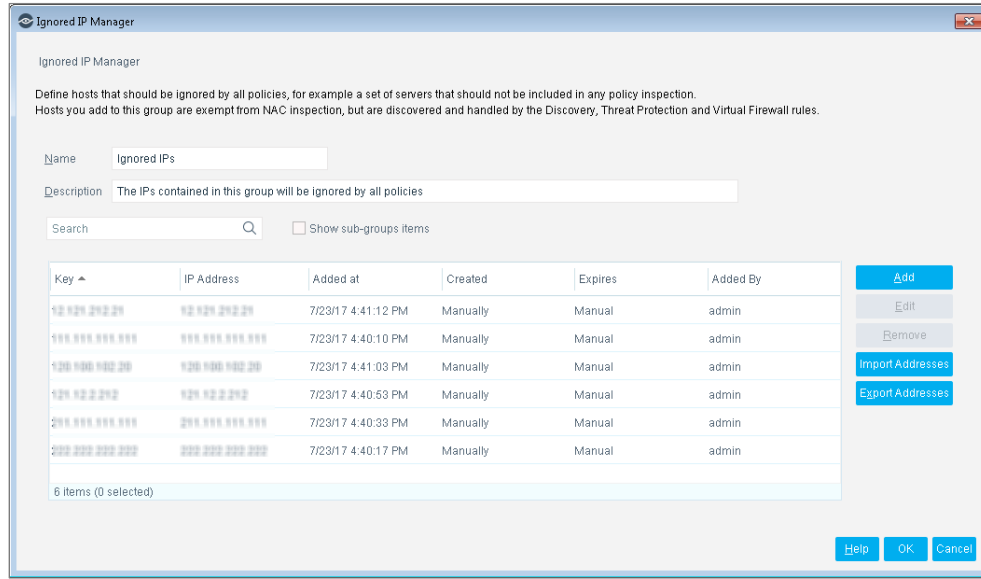 Ignored IP Manager
Ignored IP Manager
Define hosts that should be ignored by all policies, for example a set of servers that should not be included in any policy inspection.
Hosts you add to this group are exempt from NAC inspection, but are discovered and handled by the Discovery, Threat Protection and Virtual Firewall rules.
Name Ignored IPs
Description The IPs contained in this group will be ignored by all policies
Search Show sub-groups items
Key IP Address Added at Created Expires Added By Add
7/23/17 4:41:12 PM Manually Manual admin Edit
7/23/17 4:40:10 PM Manually Manual admin Remove
7/23/17 4:41:03 PM Manually Manual admin Import Addresses
7/23/17 4:40:53 PM Manually Manual admin Export Addresses
7/23/17 4:40:33 PM Manually Manual admin
7/23/17 4:40:17 PM Manually Manual admin
6 items (0 selected)
Help OK Cancel